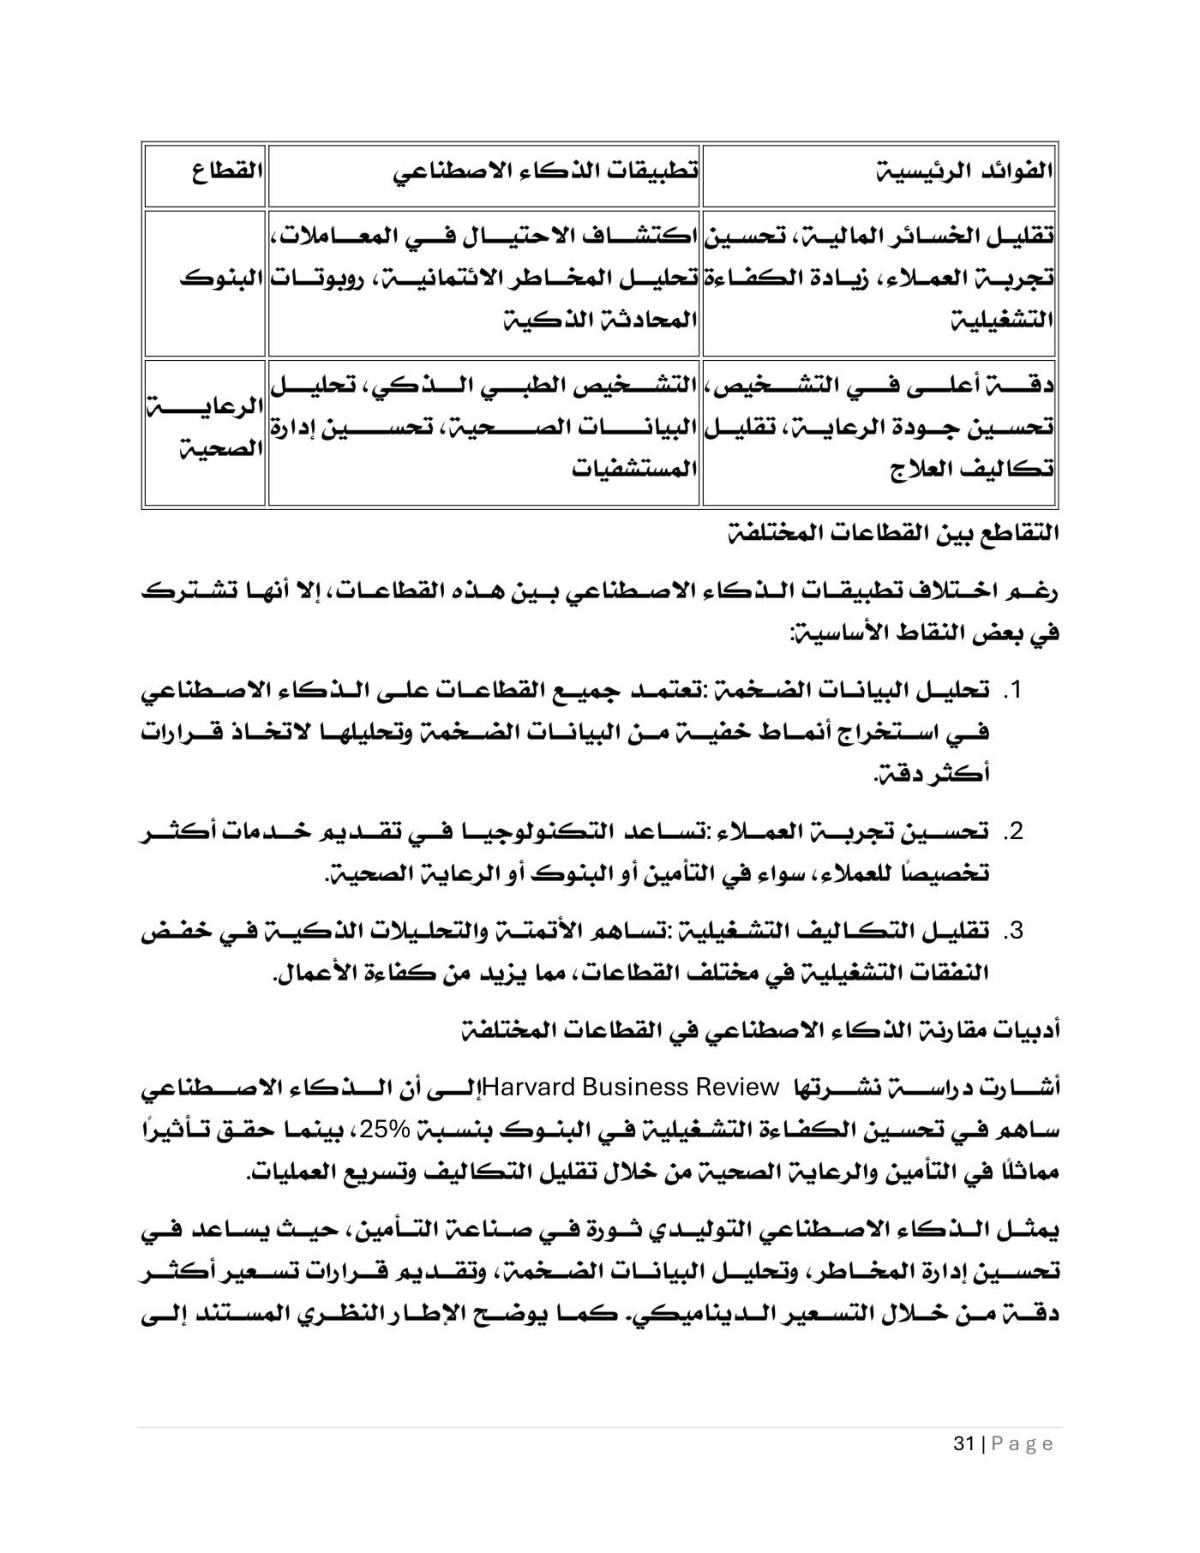 الفوائد الرئيسية
تطبيقات الذكاء الاصطناعي
القطاع
تقليل الخسائر المالية، تحسين
تجربة العملاء، زيادة الكفاءة
التشغيلية
اكتشاف الاحتيال في المعاملات،
تحليل المخاطر الائتمانية، روبوتات
المحادثة الذكية
البنوك
دقة أعلى في التشخيص،
تحسين جودة الرعاية، تقليل
تكاليف العلاج
التشخيص الطبي الذكي، تحليل
البيانات الصحية، تحسين إدارة
المستشفيات
الرعاية
الصحية
التقاطع بين القطاعات المختلفة
رغم اختلاف تطبيقات الذكاء الاصطناعي بين هذه القطاعات، إلا أنها تشترك
في بعض النقاط الأساسية:
1. تحليل البيانات الضخمة :تعتمد جميع القطاعات على الذكاء الاصطناعي
في استخراج أنماط خفية من البيانات الضخمة وتحليلها لاتخاذ قرارات
أكثر دقة.
2. تحسين تجربة العملاء :تساعد التكنولوجيا في تقديم خدمات أكثر
تخصيصًا للعملاء، سواء في التأمين أو البنوك أو الرعاية الصحية.
3. تقليل التكاليف التشغيلية :تساهم الأتمتة والتحليلات الذكية في خفض
النفقات التشغيلية في مختلف القطاعات، مما يزيد من كفاءة الأعمال.
أدبيات مقارنة الذكاء الاصطناعي في القطاعات المختلفة
أشارت دراسة نشرتها Harvard Business Reviewإلى أن الذكاء الاصطناعي
ساهم في تحسين الكفاءة التشغيلية في البنوك بنسبة 25%، بينما حقق تأثيرًا
مماثلًا في التأمين والرعاية الصحية من خلال تقليل التكاليف وتسريع العمليات.
يمثل الذكاء الاصطناعي التوليدي ثورة في صناعة التأمين، حيث يساعد في
تحسين إدارة المخاطر، وتحليل البيانات الضخمة، وتقديم قرارات تسعير أكثر
دقة من خلال التسعير الديناميكي. كما يوضح الإطار النظري المستند إلى
31 | Page